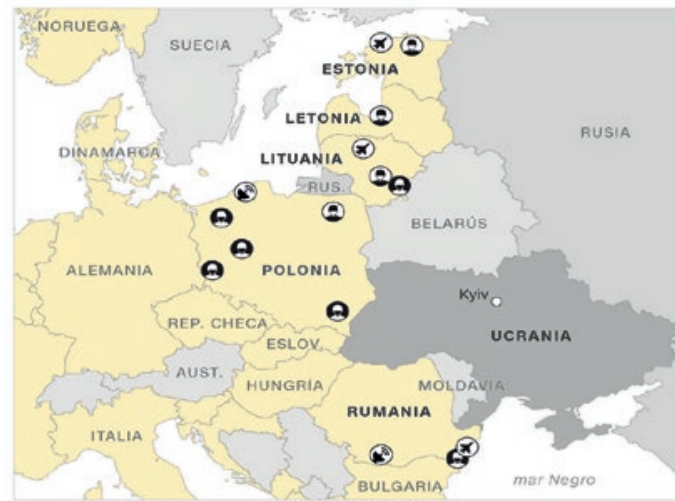 NORUEGA
SUECIA
ESTONIA
LETONIA
RUSIA
DINAMARCA
LITUANIA
RUS.
BELARÚS
ALEMANIA
POLONIA
Kyiv
REP. CHECA
UCRANIA
ESLOV.
AUST.
HUNGRÍA
MOLDAVIA
RUMANIA
ITALIA
mar Negro
BULGARIA